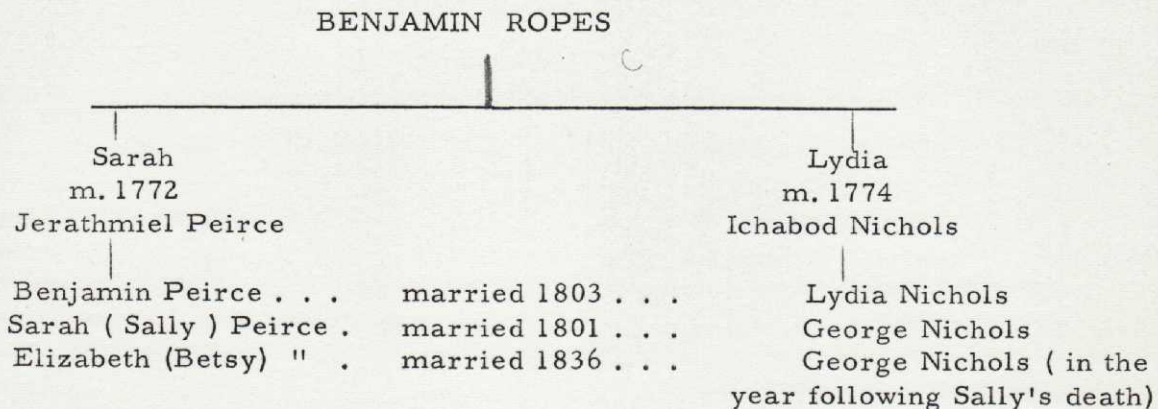 BENJAMIN ROPES
Sarah Lydia
m. 1772 m. 1774
Jerathmiel Peirce Ichabod Nichols
Benjamin Peirce . . . married 1803 . . . Lydia Nichols
Sarah ( Sally ) Peirce . married 1801 . . . George Nichols
Elizabeth (Betsy) " . married 1836 . . . George Nichols ( in the
year following Sally's death)